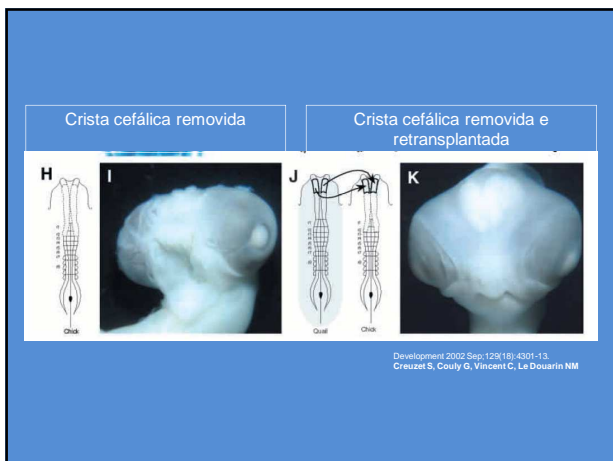 Crista cefálica removida
Crista cefálica removida e
retransplantada
H
I
J
K
Chick
Quail
Chick
Development 2002 Sep;129(18):4301-13.
Creuzet S, Couly G, Vincent C, Le Douarin NM